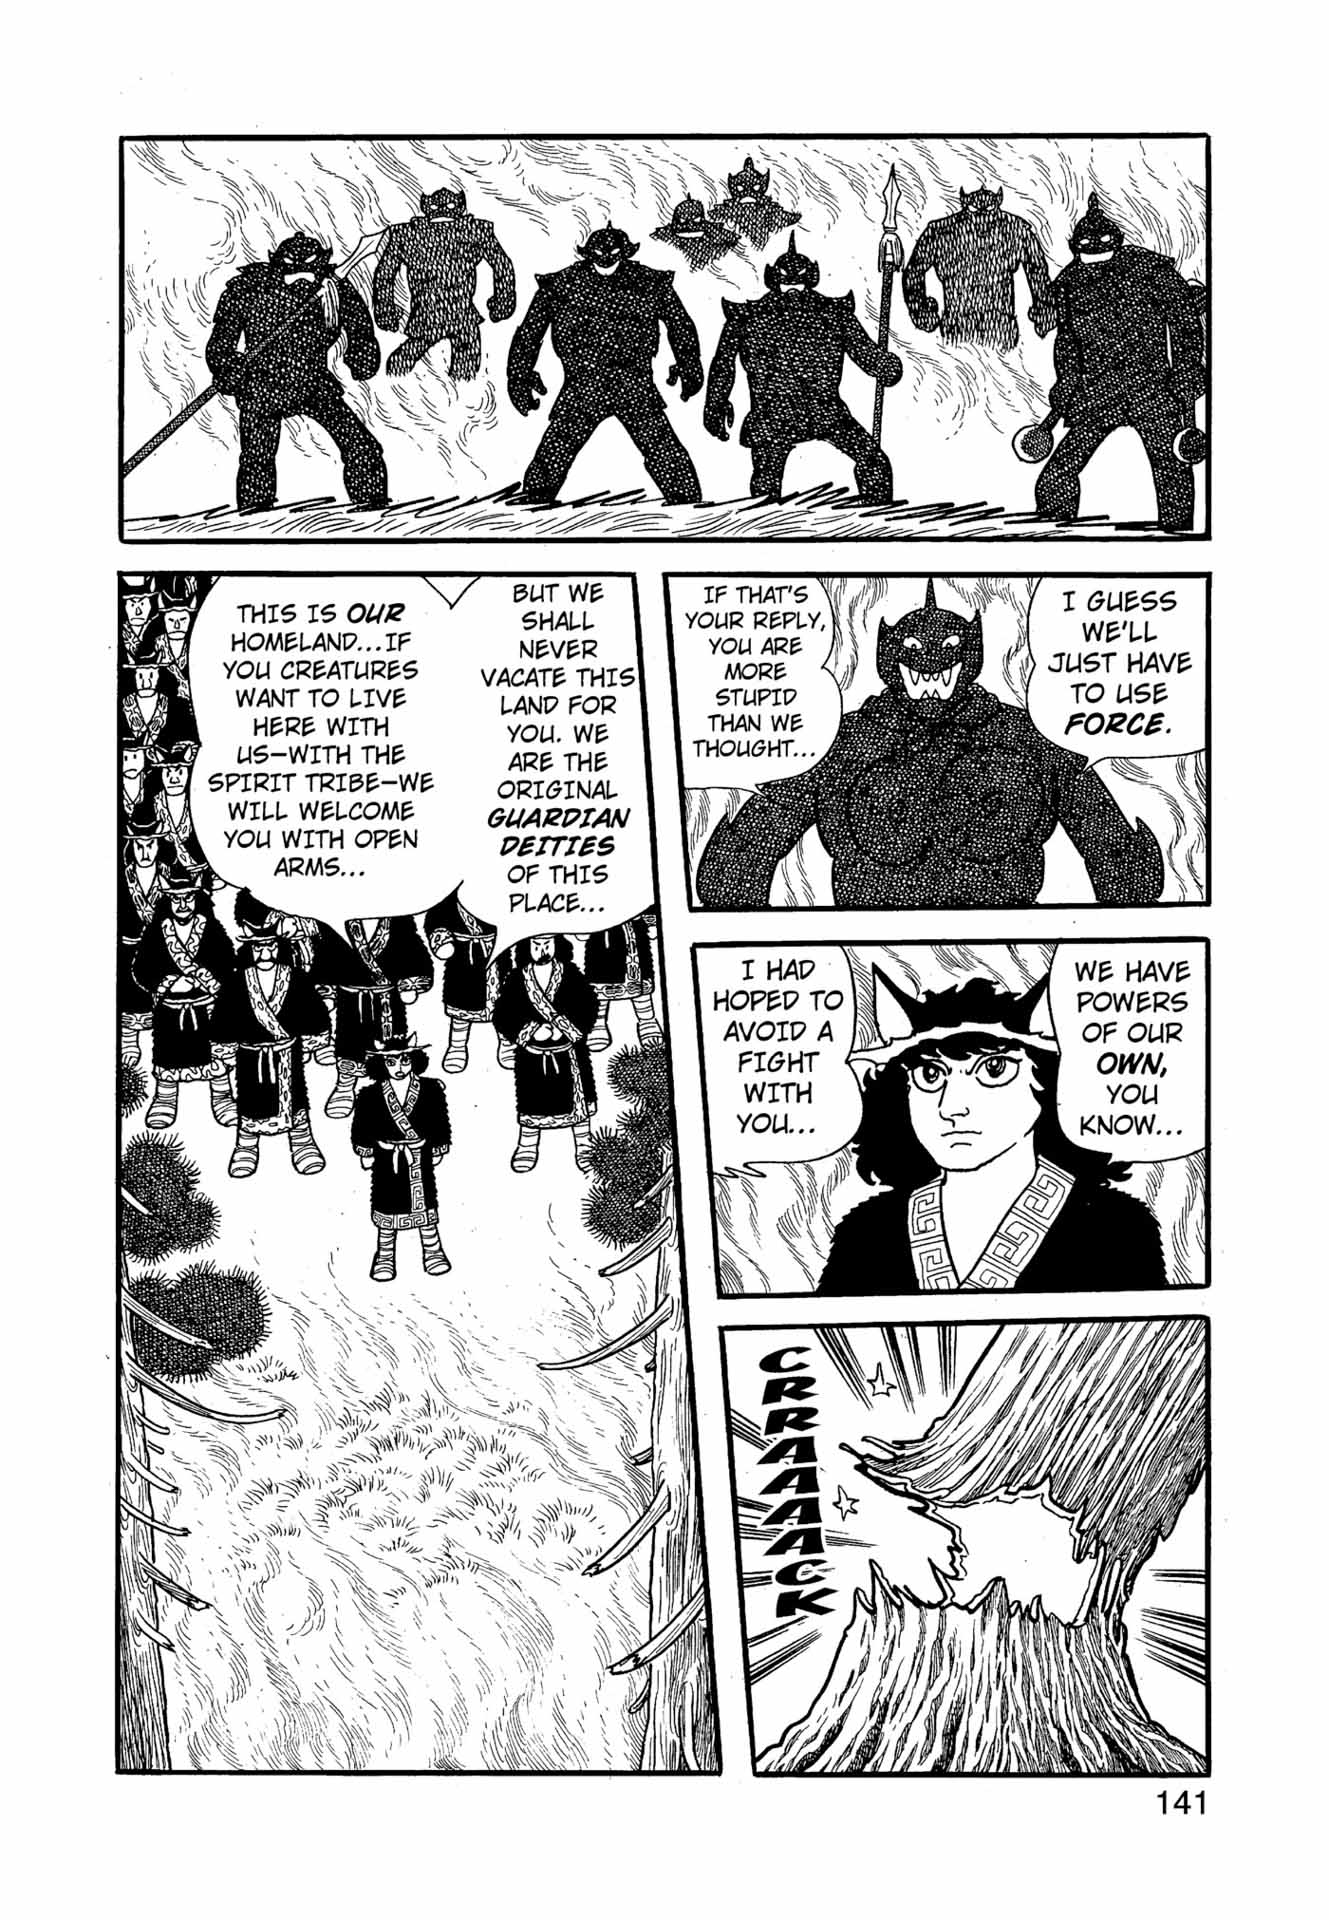 THIS IS OUR
HOMELAND...IF
YOU CREATURES
WANT TO LIVE
HERE WITH
US—WITH THE
SPIRIT TRIBE—WE
WILL WELCOME
YOU WITH OPEN
ARMS...
BUT WE
SHALL
NEVER
VACATE THIS
LAND FOR
YOU. WE
ARE THE
ORIGINAL
GUARDIAN
DEITIES
OF THIS
PLACE...
IF THAT'S
YOUR REPLY,
YOU ARE
MORE
STUPID
THAN WE
THOUGHT...
I GUESS
WE'LL
JUST HAVE
TO USE
FORCE.
I HAD
HOPED TO
AVOID A
FIGHT
WITH
YOU...
WE HAVE
POWERS
OF OUR
OWN,
YOU
KNOW...
CRRAAAACK
141